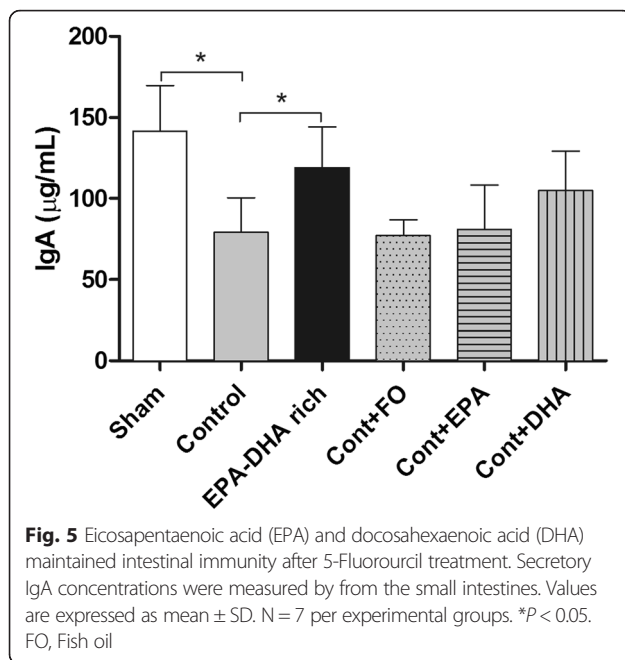 200
*
*
150
100
50
0
IgA (μg/mL)
Sham
Control
EPA-DHA rich
Cont+FO
Cont+EPA
Cont+DHA
Fig. 5 Eicosapentaenoic acid (EPA) and docosahexaenoic acid (DHA)
maintained intestinal immunity after 5-Fluorourcil treatment. Secretory
IgA concentrations were measured by from the small intestines. Values
are expressed as mean ± SD. N = 7 per experimental groups. *P < 0.05.
FO, Fish oil